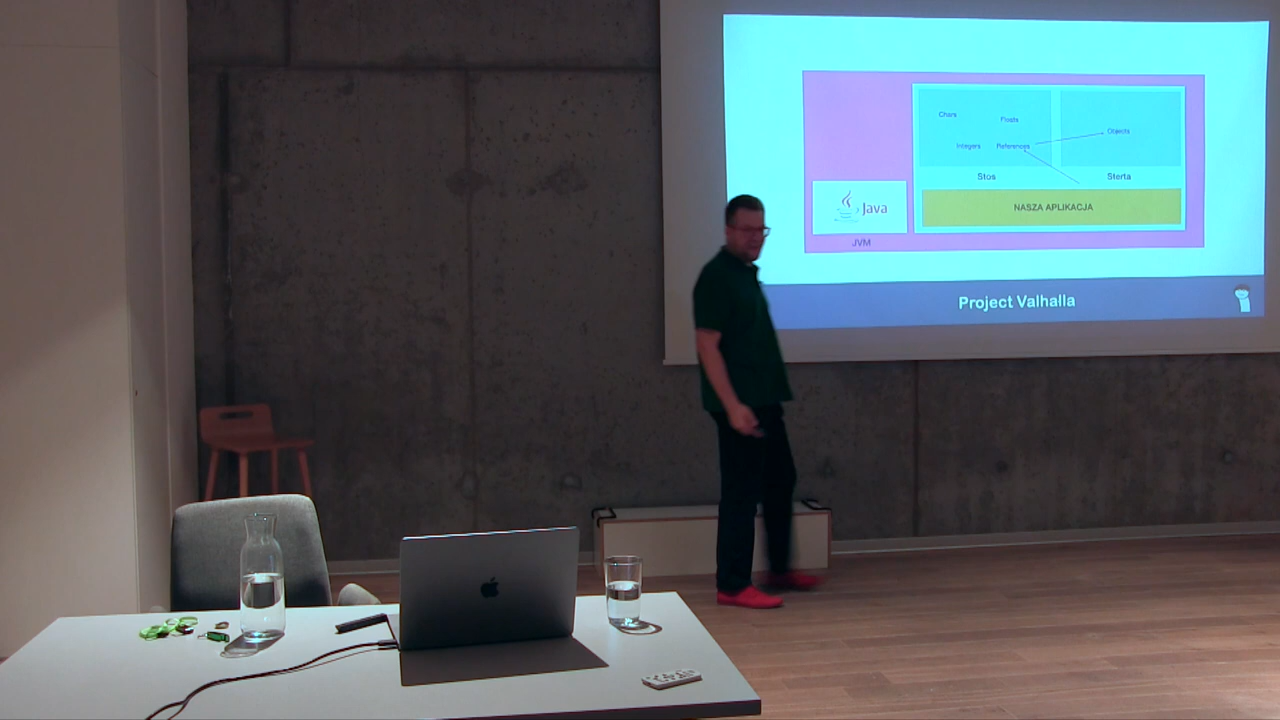 Chars
Floats
Objects
Integers References
Stos
Sterta
Java
NASZA APLIKACJA
JVM
Project Valhalla